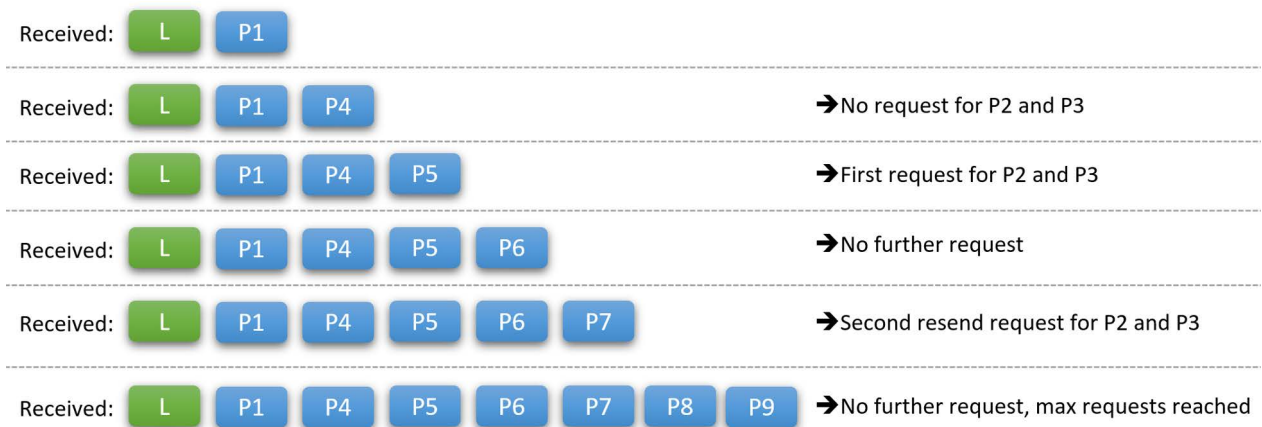 Received: L P1
Received: L P1 P4 ➔No request for P2 and P3
Received: L P1 P4 P5 ➔First request for P2 and P3
Received: L P1 P4 P5 P6 ➔No further request
Received: L P1 P4 P5 P6 P7 ➔Second resend request for P2 and P3
Received: L P1 P4 P5 P6 P7 P8 P9 ➔No further request, max requests reached